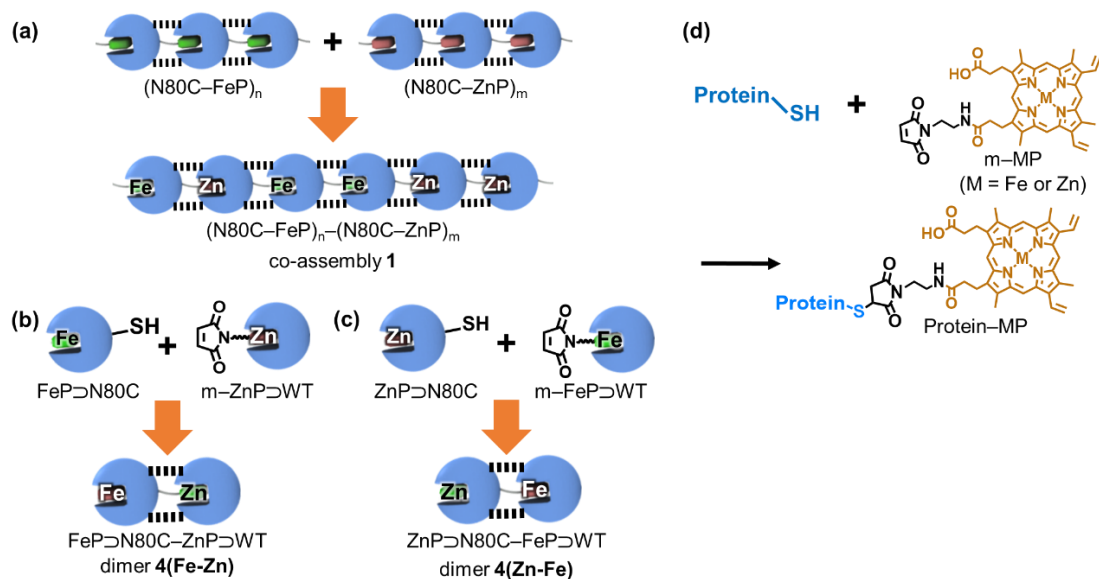 (a)
+
(N80C–FeP)n
(N80C–ZnP)m
Fe Zn Fe Fe Zn Zn
(N80C–FeP)n–(N80C–ZnP)m
co-assembly 1
(b)
Fe
SH
+
O
N
O
Zn
FeP⊃N80C
m–ZnP⊃WT
Fe Zn
FeP⊃N80C–ZnP⊃WT
dimer 4(Fe-Zn)
(c)
Zn
SH
+
O
N
O
Fe
ZnP⊃N80C
m–FeP⊃WT
Zn Fe
ZnP⊃N80C–FeP⊃WT
dimer 4(Zn-Fe)
(d)
Protein
SH
+
O
HO
N N
M
N N
O
N
O
H
N
O
m–MP
(M = Fe or Zn)
O
HO
N N
M
N N
O
N
O
H
N
O
Protein
S
Protein–MP